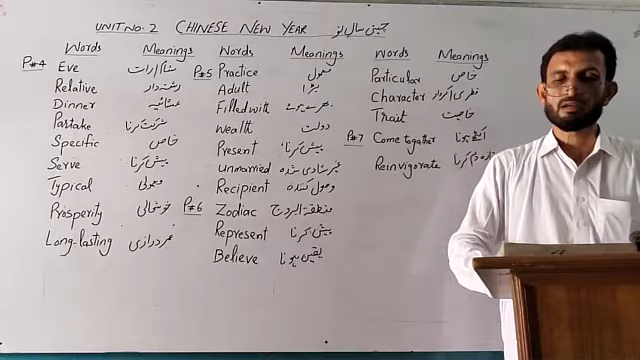 UNIT NO. 2 CHINESE NEW YEAR چینی سال نو
Words Meanings
P#4 Eve شام / رات
Relative رشتہ دار
Dinner عشائیہ
Partake شرکت کرنا
Specific خاص
Serve پیش کرنا
Typical معمولی
Prosperity خوشحالی
Long-lasting عمر درازی
Words Meanings
P#5 Practice معمول
Adult بڑا
Filled with بھرے ہوئے
Wealth دولت
Present پیش کرنا
Unmarried غیر شادی شدہ
Recipient وصول کنندہ
P#6 Zodiac منطقۃ البروج
Represent پیش کرنا
Believe یقین ہونا
Words Meanings
Particular خاص
Character فطری / کردار
Trait خاصیت
P#7 Come together اکٹھے ہونا
Reinvigorate